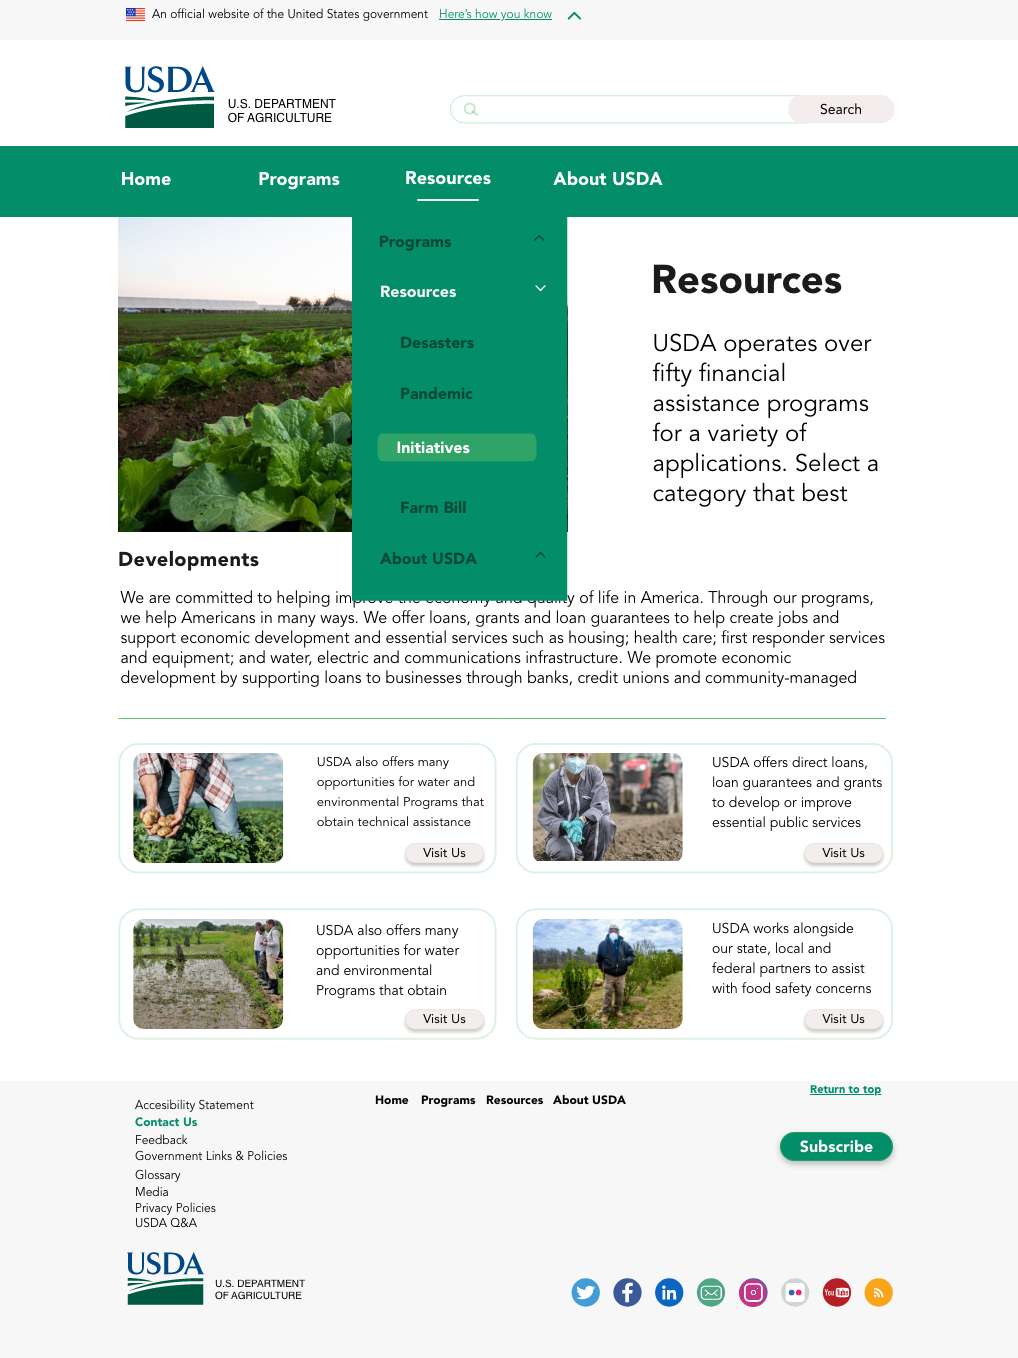 An official website of the United States government Here's how you know
USDA
U.S. DEPARTMENT
OF AGRICULTURE
Search
Home Programs Resources About USDA
Programs
Resources
Desasters
Pandemic
Initiatives
Farm Bill
About USDA
Resources
USDA operates over
fifty financial
assistance programs
for a variety of
applications. Select a
category that best
Developments
We are committed to helping improve the economy and quality of life in America. Through our programs,
we help Americans in many ways. We offer loans, grants and loan guarantees to help create jobs and
support economic development and essential services such as housing; health care; first responder services
and equipment; and water, electric and communications infrastructure. We promote economic
development by supporting loans to businesses through banks, credit unions and community-managed
USDA also offers many
opportunities for water and
environmental Programs that
obtain technical assistance
Visit Us
USDA offers direct loans,
loan guarantees and grants
to develop or improve
essential public services
Visit Us
USDA also offers many
opportunities for water
and environmental
Programs that obtain
Visit Us
USDA works alongside
our state, local and
federal partners to assist
with food safety concerns
Visit Us
Return to top
Home Programs Resources About USDA
Accesibility Statement
Contact Us
Feedback
Government Links & Policies
Glossary
Media
Privacy Policies
USDA Q&A
Subscribe
USDA
U.S. DEPARTMENT
OF AGRICULTURE
in
You Tube